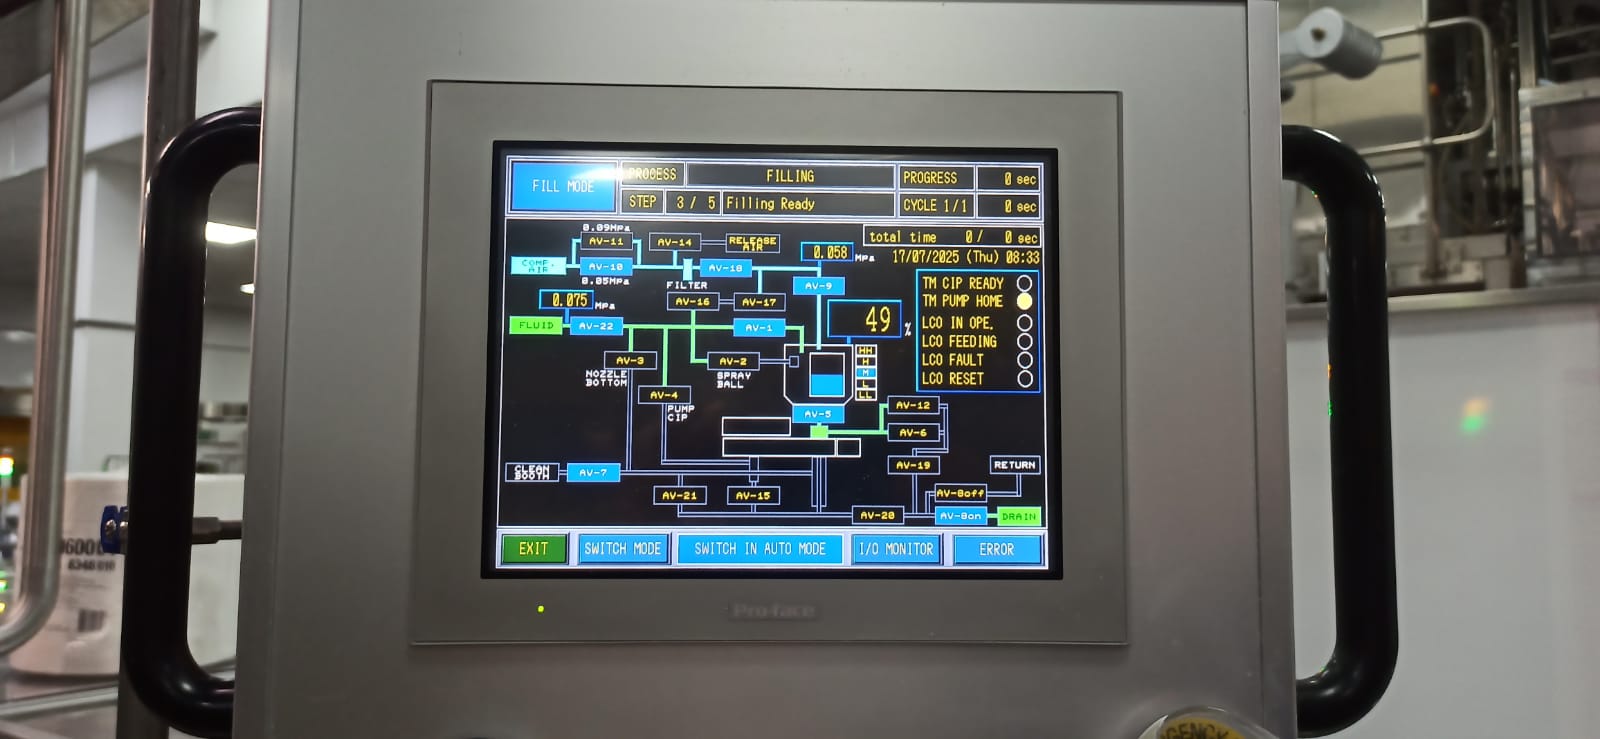 FILL MODE
PROCESS
FILLING
PROGRESS
0 sec
STEP
3 / 5
Filling Ready
CYCLE 1/1
0 sec
total time 0 / 0 sec
17/07/2025 (Thu) 08:33
0.09MPa
AV-11
AV-14
RELEASE AIR
0.058 MPa
COMP. AIR
AV-10
AV-18
0.05MPa
FILTER
AV-9
0.075 MPa
AV-16
AV-17
49 %
FLUID
AV-22
AV-1
TM CIP READY
TM PUMP HOME
LCO IN OPE.
LCO FEEDING
LCO FAULT
LCO RESET
AV-3
NOZZLE BOTTOM
AV-2
SPRAY BALL
HH
H
M
L
LL
AV-4
PUMP CIP
AV-5
AV-12
AV-6
CLEAN BOOTH
AV-7
AV-19
RETURN
AV-21
AV-15
AV-8off
AV-20
AV-8on
DRAIN
EXIT
SWITCH MODE
SWITCH IN AUTO MODE
I/O MONITOR
ERROR
Pro-face